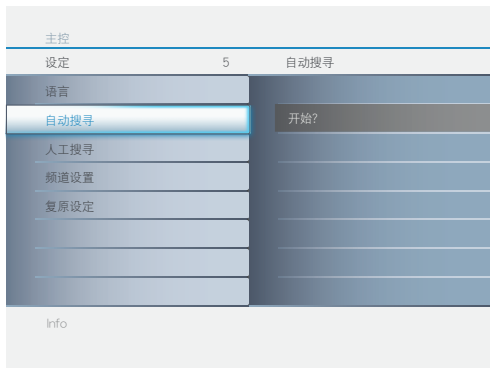 主控
设定 5 自动搜寻
语言
自动搜寻 开始?
人工搜寻
频道设置
复原设定
Info